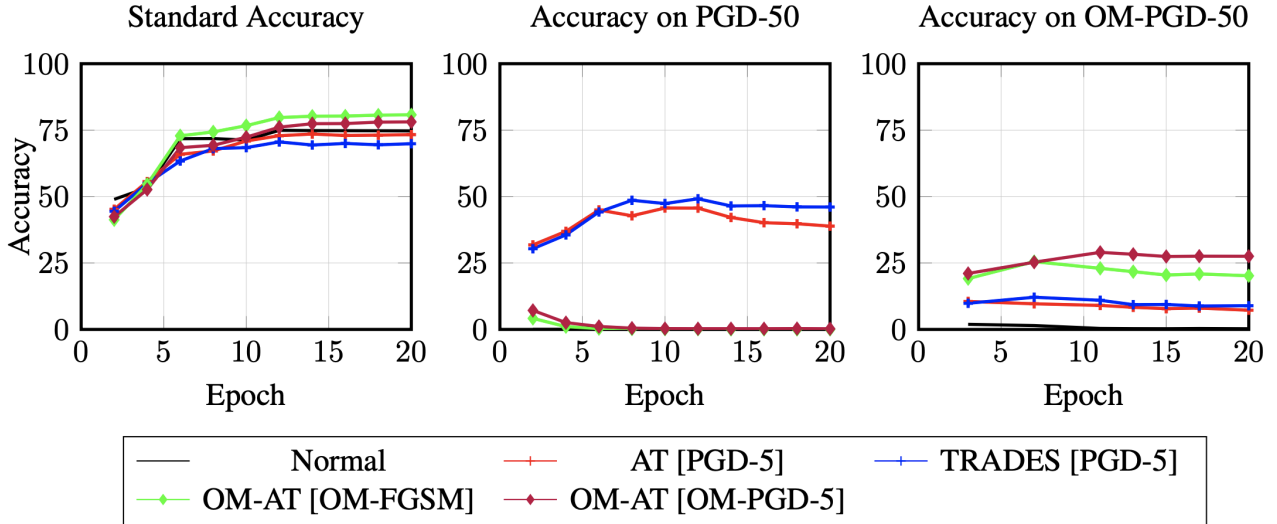 Standard Accuracy
Accuracy on PGD-50
Accuracy on OM-PGD-50
Accuracy
100
75
50
25
0
0 5 10 15 20
Epoch
100
75
50
25
0
0 5 10 15 20
Epoch
100
75
50
25
0
0 5 10 15 20
Epoch
Normal AT [PGD-5] TRADES [PGD-5]
OM-AT [OM-FGSM] OM-AT [OM-PGD-5]